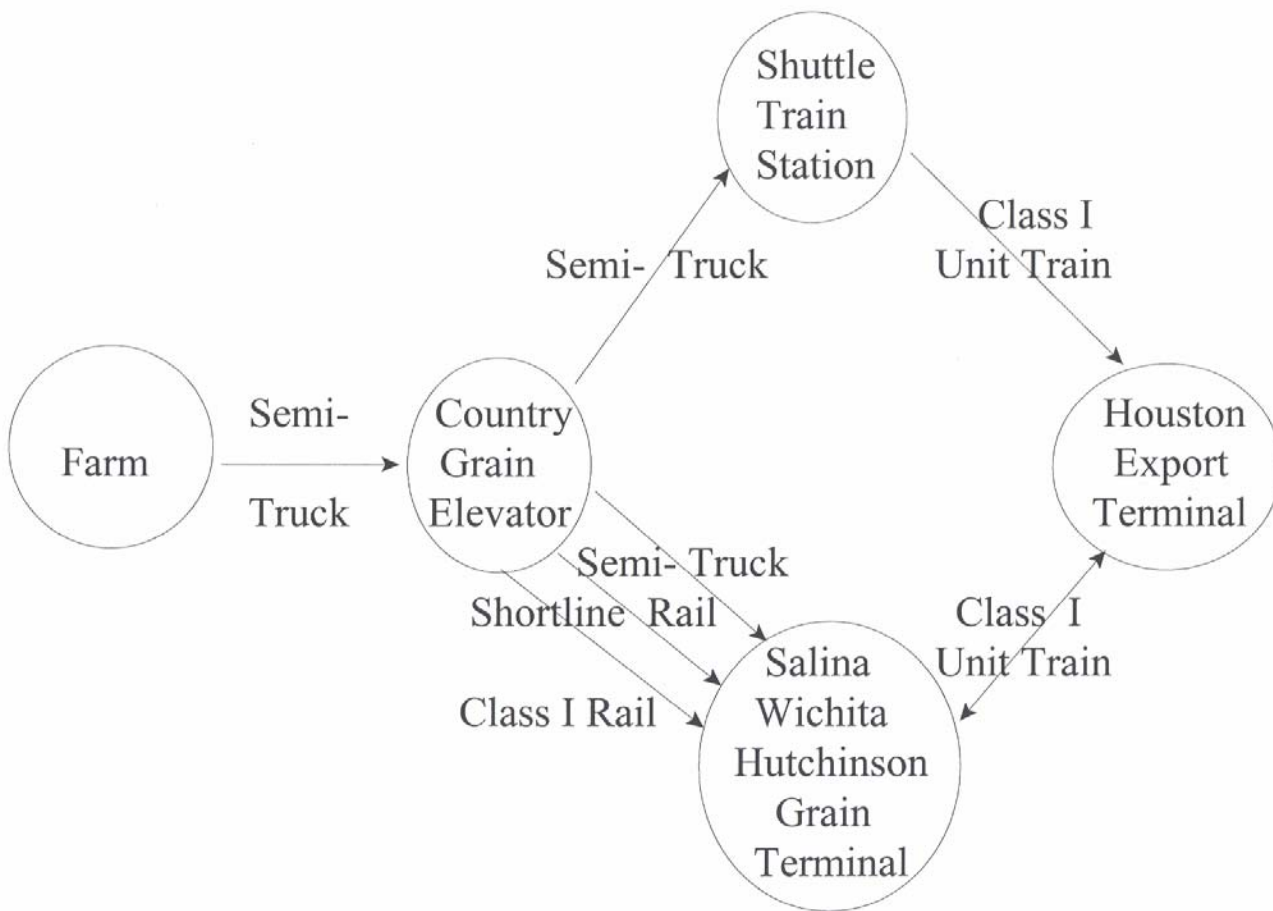 Shuttle
Train
Station
Class I
Unit Train
Semi- Truck
Farm
Semi-
Truck
Country
Grain
Elevator
Houston
Export
Terminal
Semi- Truck
Shortline Rail
Class I Rail
Class I
Unit Train
Salina
Wichita
Hutchinson
Grain
Terminal